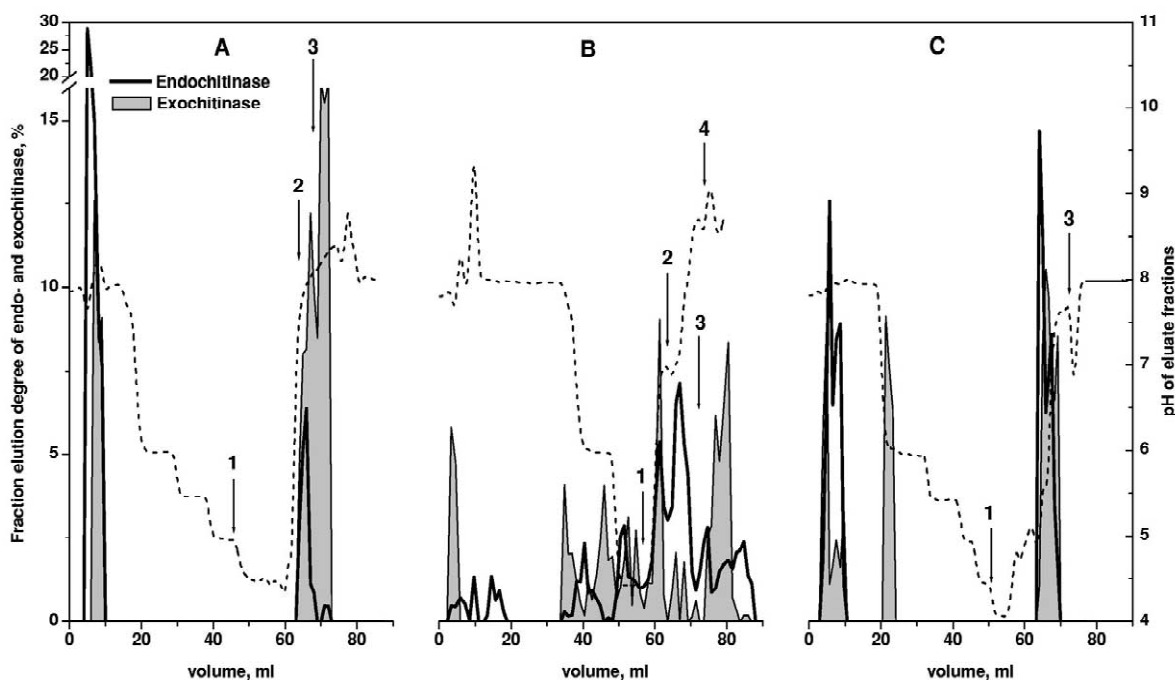 A
B
C
Endochitinase
Exochitinase
Fraction elution degree of endo- and exochitinase, %
30
25
20
15
10
5
0
1
2
3
1
2
3
4
1
3
11
10
9
8
7
6
5
4
pH of eluate fractions
0 20 40 60 80
0 20 40 60 80
0 20 40 60 80
volume, ml
volume, ml
volume, ml